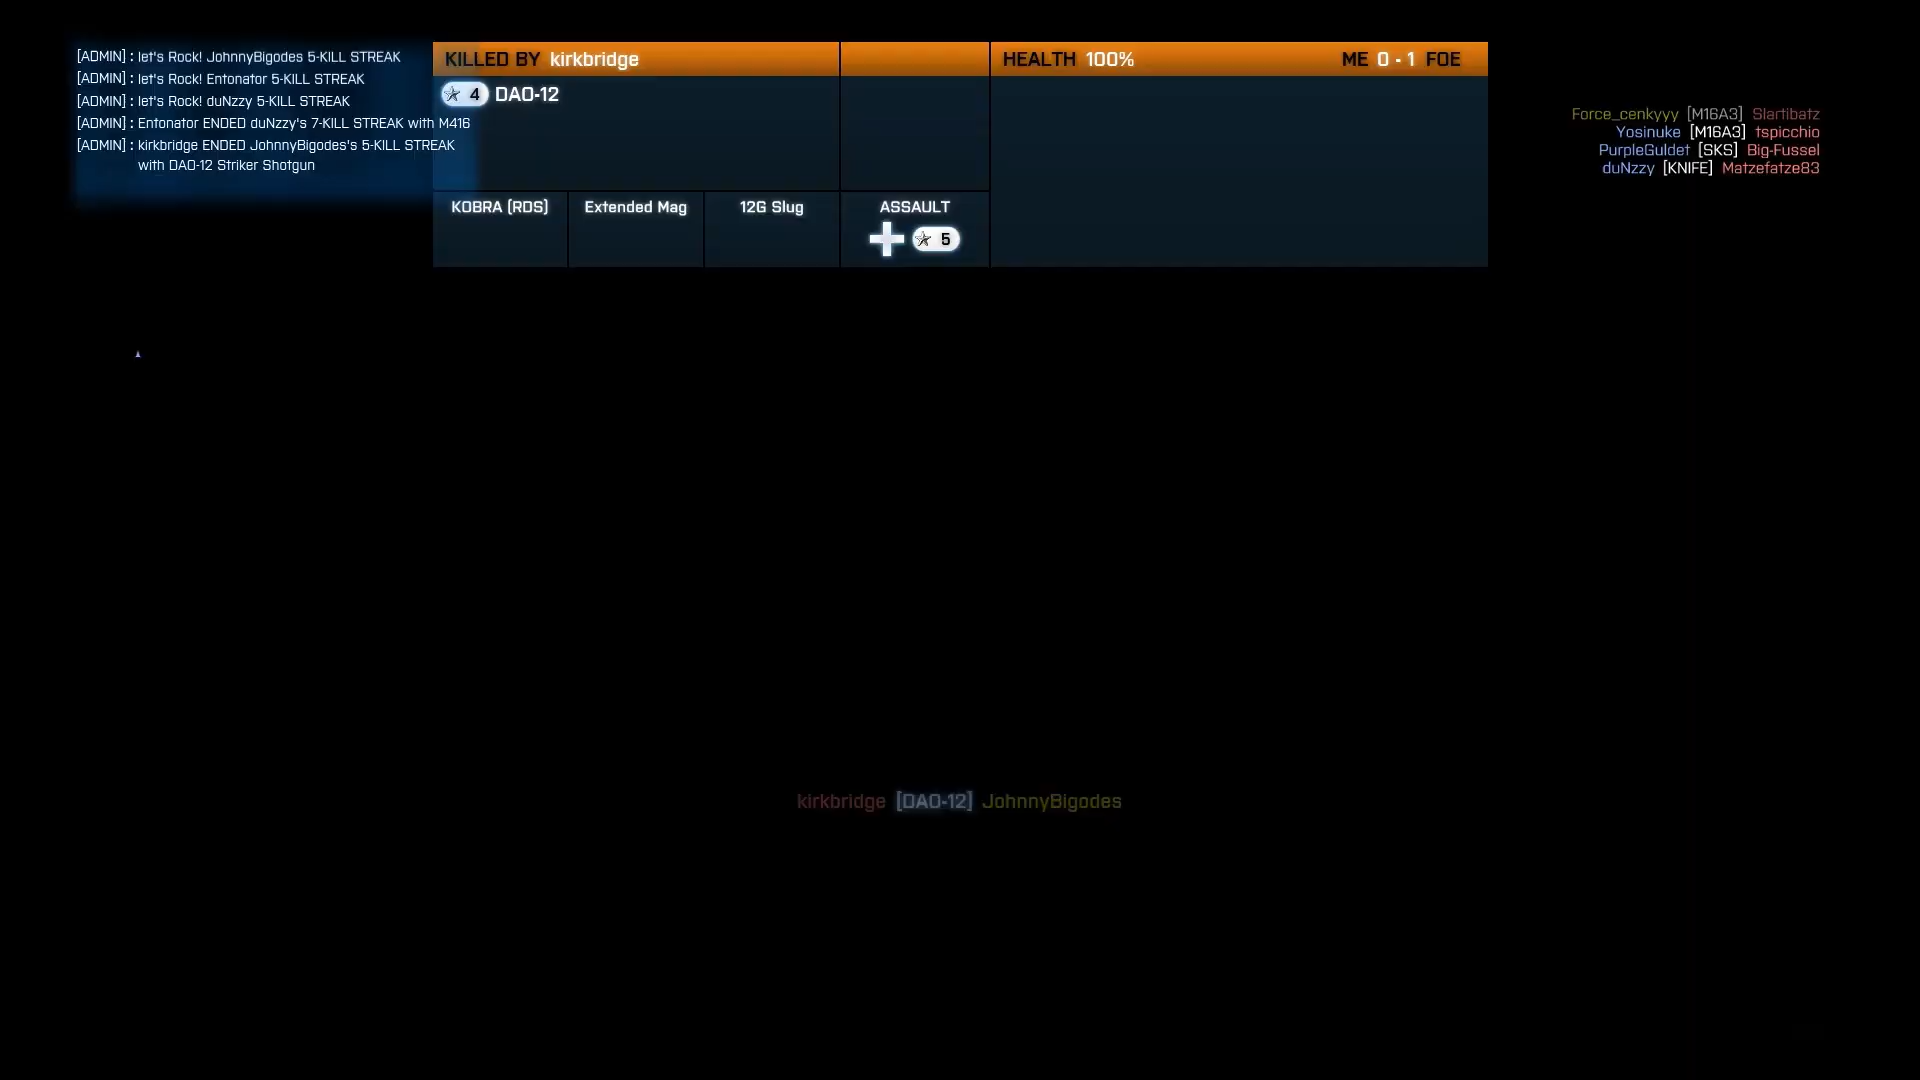 [ADMIN] : let's Rock! JohnnyBigodes 5-KILL STREAK
[ADMIN] : let's Rock! Entonator 5-KILL STREAK
[ADMIN] : let's Rock! duNzzy 5-KILL STREAK
[ADMIN] : Entonator ENDED duNzzy's 7-KILL STREAK with M416
[ADMIN] : kirkbridge ENDED JohnnyBigodes's 5-KILL STREAK
with DAO-12 Striker Shotgun
KILLED BY kirkbridge
HEALTH 100%
ME 0 - 1 FOE
4 DAO-12
KOBRA (RDS)
Extended Mag
12G Slug
ASSAULT
5
Force_cenkyyy [M16A3] Slartibatz
Yosinuke [M16A3] tspicchio
PurpleGuldet [SKS] Big-Fussel
duNzzy [KNIFE] Matzefatze83
kirkbridge [DAO-12] JohnnyBigodes